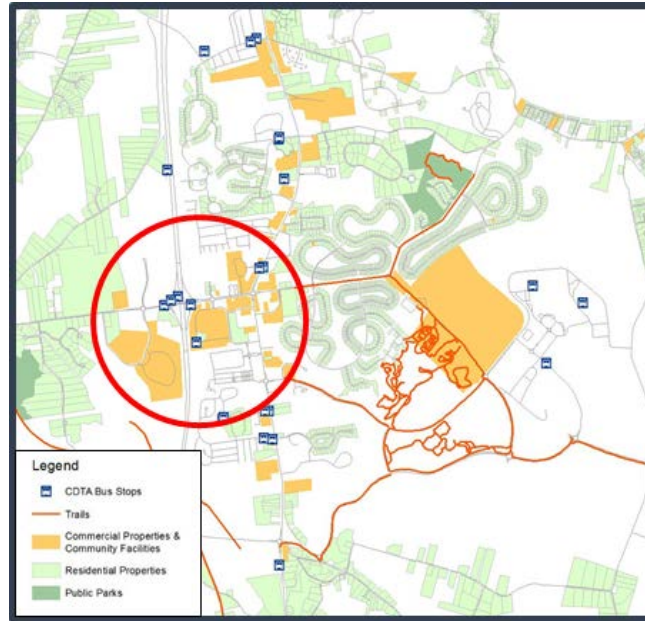 Legend
CDTA Bus Stops
Trails
Commercial Properties &
Community Facilities
Residential Properties
Public Parks